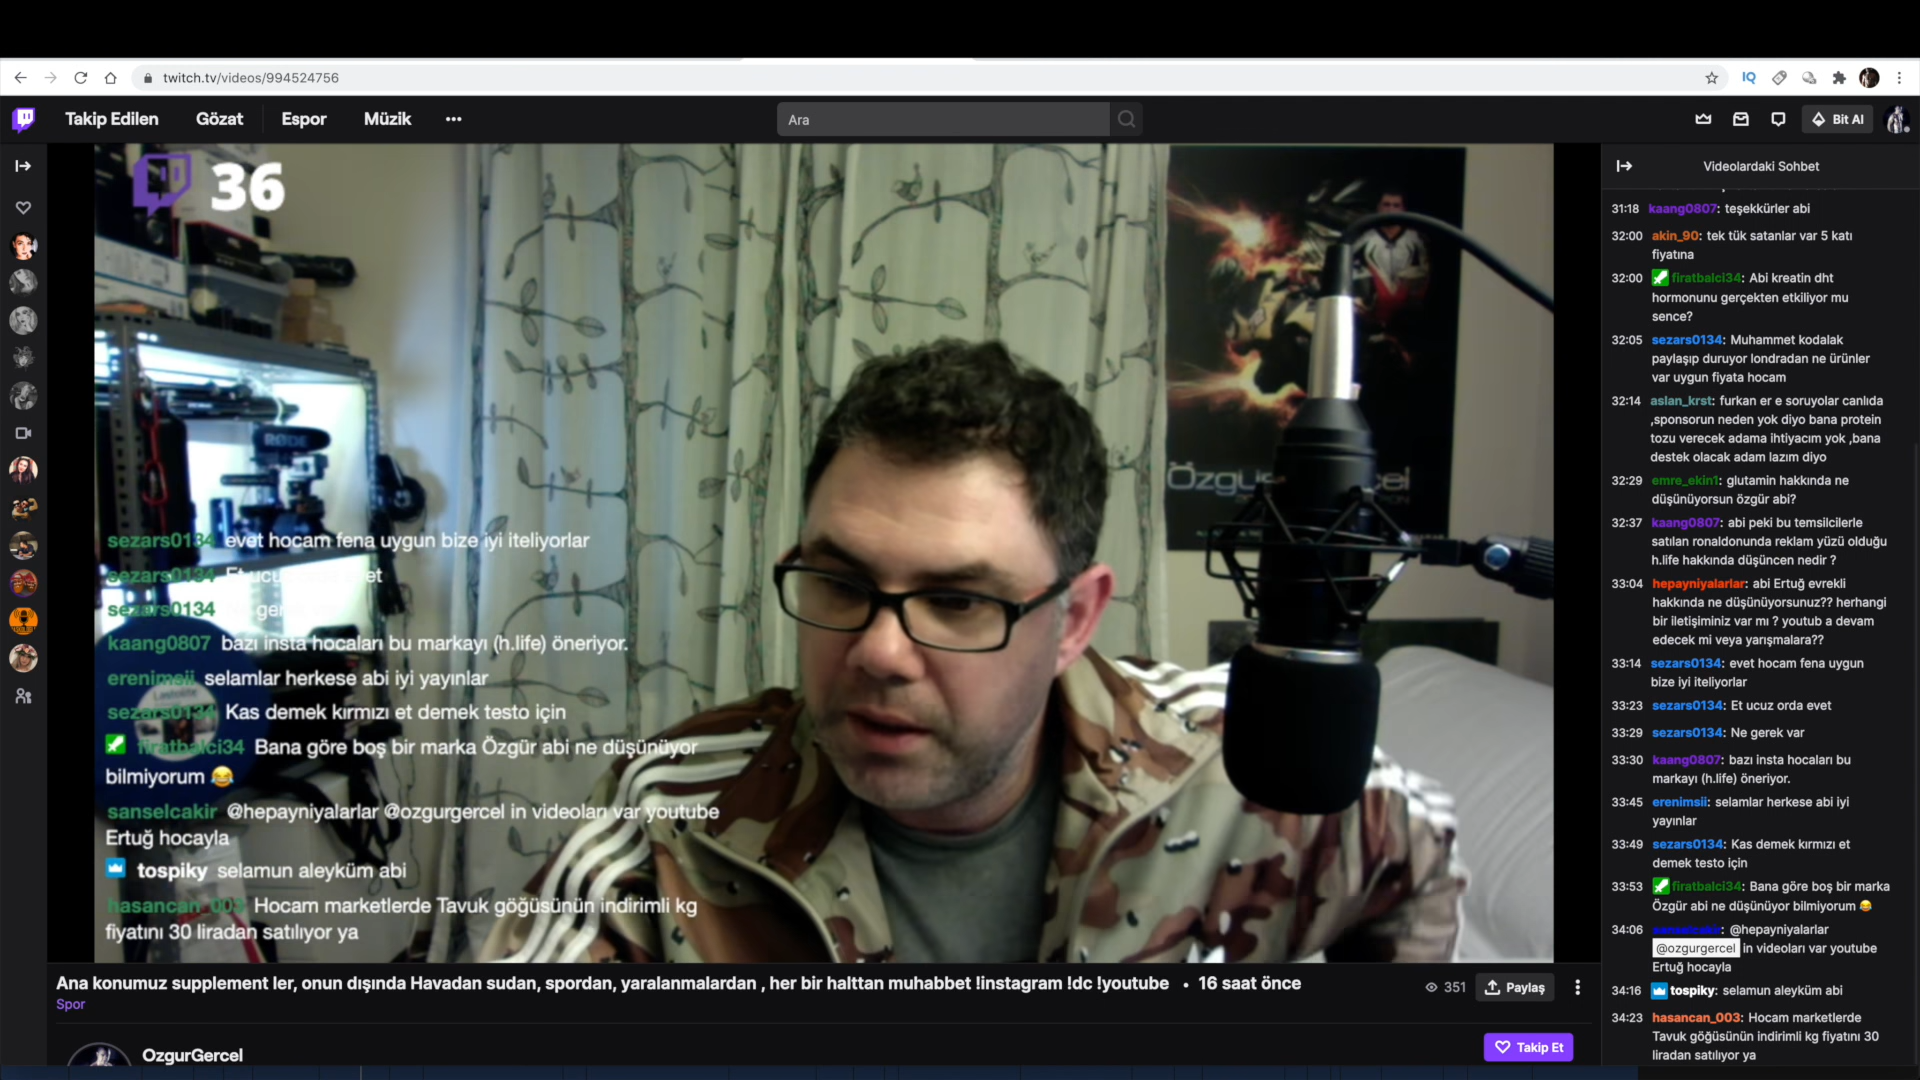 twitch.tv/videos/994524756
IQ
Takip Edilen
Gözat
Espor
Müzik
Ara
Bit Al
36
RØDE
Lastolite
sezars0134 evet hocam fena uygun bize iyi iteliyorlar
sezars0134 Et ucuz
sezars0134
kaang0807 bazı insta hocaları bu markayı (h.life) öneriyor.
erenimsii selamlar herkese abi iyi yayınlar
sezars0134 Kas demek kırmızı et demek testo için
firatbalci34 Bana göre boş bir marka Özgür abi ne düşünüyor
bilmiyorum 😂
sanselcakir @hepayniyalarlar @ozgurgercel in videoları var youtube
Ertuğ hocayla
tospiky selamun aleyküm abi
hasancan_003 Hocam marketlerde Tavuk göğüsünün indirimli kg
fiyatını 30 liradan satılıyor ya
Ana konumuz supplement ler, onun dışında Havadan sudan, spordan, yaralanmalardan , her bir halttan muhabbet !instagram !dc !youtube • 16 saat önce
Spor
351
Paylaş
OzgurGercel
Takip Et
Videolardaki Sohbet
31:18 kaang0807: teşekkürler abi
32:00 akin_90: tek tük satanlar var 5 katı
fiyatına
32:00 firatbalci34: Abi kreatin dht
hormonunu gerçekten etkiliyor mu
sence?
32:05 sezars0134: Muhammet kodalak
paylaşıp duruyor londradan ne ürünler
var uygun fiyata hocam
32:14 aslan_krst: furkan er e soruyolar canlıda
,sponsorun neden yok diyo bana protein
tozu verecek adama ihtiyacım yok ,bana
destek olacak adam lazım diyo
32:29 emre_ekin1: glutamin hakkında ne
düşünüyorsun özgür abi?
32:37 kaang0807: abi peki bu temsilcilerle
satılan ronaldonunda reklam yüzü olduğu
h.life hakkında düşüncen nedir ?
33:04 hepayniyalarlar: abi Ertuğ evrekli
hakkında ne düşünüyorsunuz?? herhangi
bir iletişiminiz var mı ? youtub a devam
edecek mi veya yarışmalara??
33:14 sezars0134: evet hocam fena uygun
bize iyi iteliyorlar
33:23 sezars0134: Et ucuz orda evet
33:29 sezars0134: Ne gerek var
33:30 kaang0807: bazı insta hocaları bu
markayı (h.life) öneriyor.
33:45 erenimsii: selamlar herkese abi iyi
yayınlar
33:49 sezars0134: Kas demek kırmızı et
demek testo için
33:53 firatbalci34: Bana göre boş bir marka
Özgür abi ne düşünüyor bilmiyorum 😂
34:06 sanselcakir: @hepayniyalarlar
@ozgurgercel in videoları var youtube
Ertuğ hocayla
34:16 tospiky: selamun aleyküm abi
34:23 hasancan_003: Hocam marketlerde
Tavuk göğüsünün indirimli kg fiyatını 30
liradan satılıyor ya